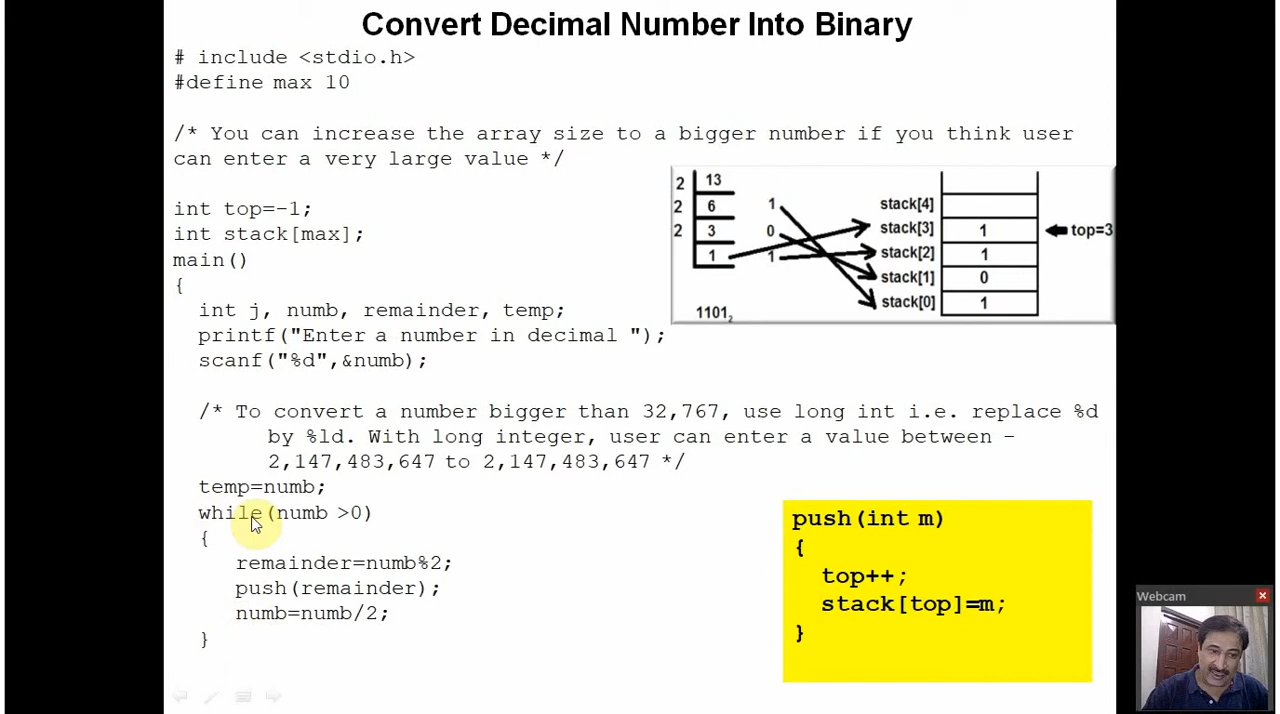 Convert Decimal Number Into Binary
# include <stdio.h>
#define max 10
/* You can increase the array size to a bigger number if you think user
can enter a very large value */
int top=-1;
int stack[max];
main()
{
int j, numb, remainder, temp;
printf("Enter a number in decimal ");
scanf("%d",&numb);
/* To convert a number bigger than 32,767, use long int i.e. replace %d
by %ld. With long integer, user can enter a value between –
2,147,483,647 to 2,147,483,647 */
temp=numb;
while(numb >0)
{
remainder=numb%2;
push(remainder);
numb=numb/2;
}
2 13
2 6 1 stack[4]
2 3 0 stack[3] 1 top=3
1 1 stack[2] 1
stack[1] 0
stack[0] 1
1101₂
push(int m)
{
top++;
stack[top]=m;
}
Webcam